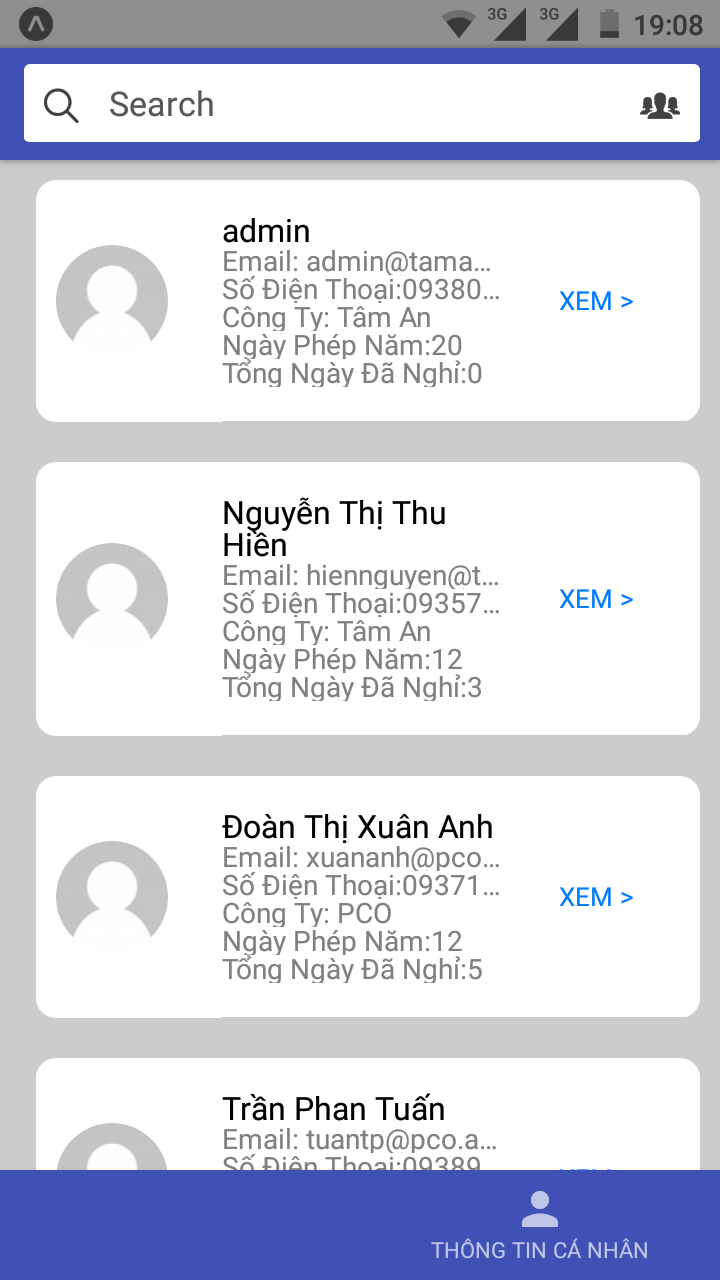 3G 3G 19:08
Search
admin
Email: admin@tama...
Số Điện Thoại:09380...
Công Ty: Tâm An
Ngày Phép Năm:20
Tổng Ngày Đã Nghỉ:0
XEM >
Nguyễn Thị Thu
Hiền
Email: hiennguyen@t...
Số Điện Thoại:09357...
Công Ty: Tâm An
Ngày Phép Năm:12
Tổng Ngày Đã Nghỉ:3
XEM >
Đoàn Thị Xuân Anh
Email: xuananh@pco...
Số Điện Thoại:09371...
Công Ty: PCO
Ngày Phép Năm:12
Tổng Ngày Đã Nghỉ:5
XEM >
Trần Phan Tuấn
Email: tuantp@pco.a...
Số Điện Thoại:09389
THÔNG TIN CÁ NHÂN